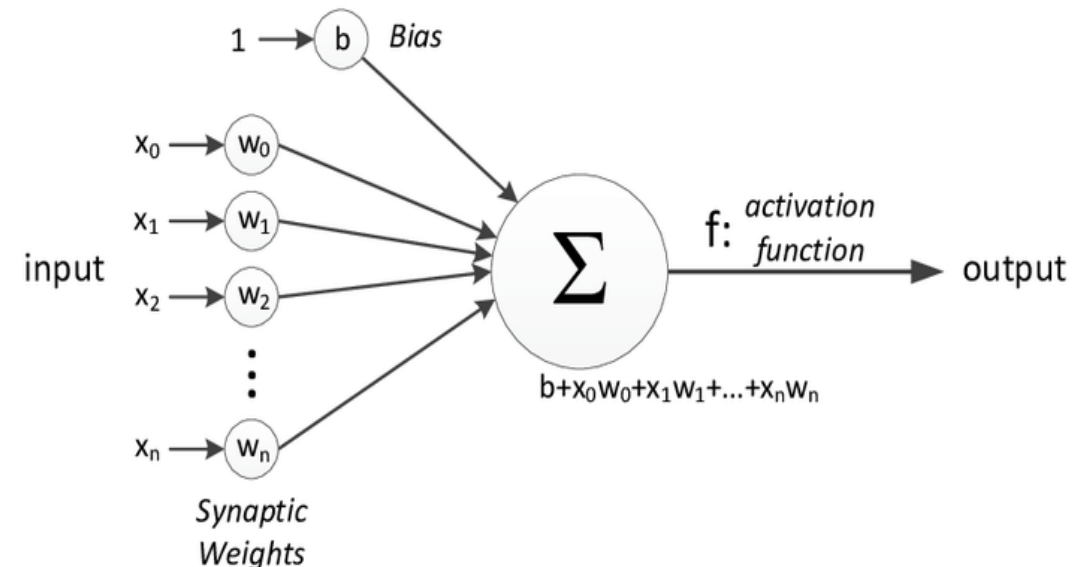 1 b Bias
x₀ w₀
x₁ w₁
x₂ w₂
xₙ wₙ
input
Synaptic
Weights
Σ
b+x₀w₀+x₁w₁+...+xₙwₙ
f: activation
function
output